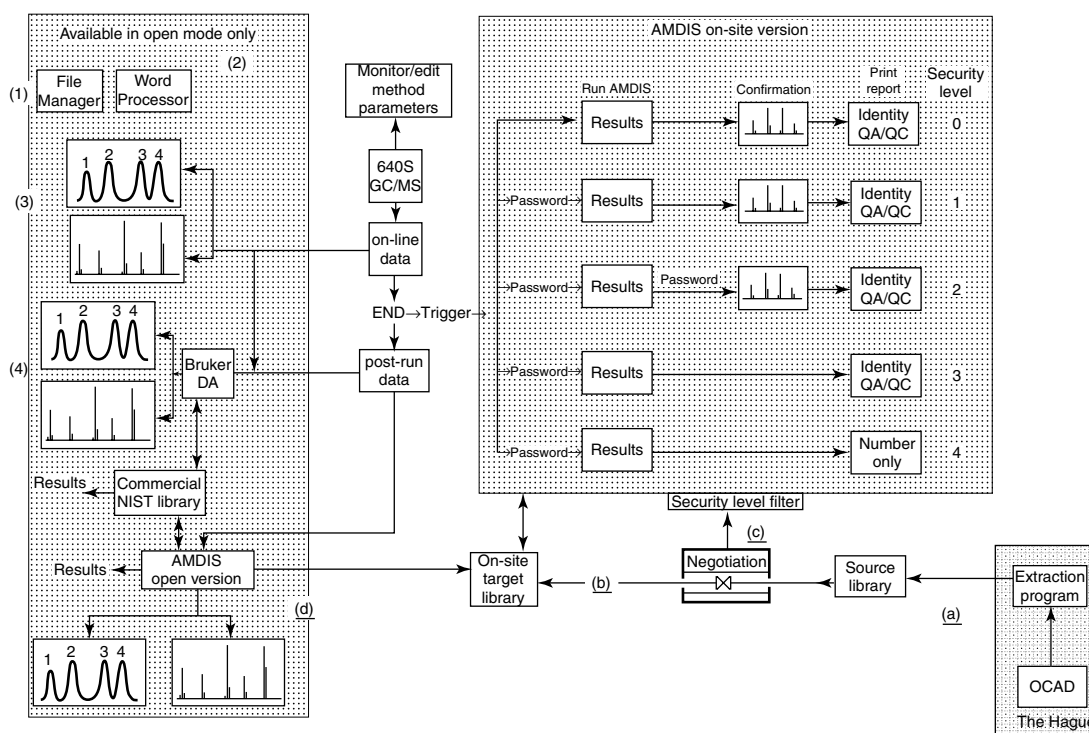 Available in open mode only
(2)
(1)
File
Manager
Word
Processor
(3)
1 2 3 4
(4)
1 2 3 4
Bruker
DA
Results
Commercial
NIST library
Results
AMDIS
open version
(d)
1 2 3 4
Monitor/edit
method
parameters
640S
GC/MS
on-line
data
END→Trigger→
post-run
data
AMDIS on-site version
Run AMDIS
Confirmation
Print
report
Security
level
Results
Identity
QA/QC
0
Password
Results
Identity
QA/QC
1
Password
Results
Password
Identity
QA/QC
2
Password
Results
Identity
QA/QC
3
Password
Results
Number
only
4
Security level filter
(c)
On-site
target
library
(b)
Negotiation
Source
library
(a)
Extraction
program
OCAD
The Hague